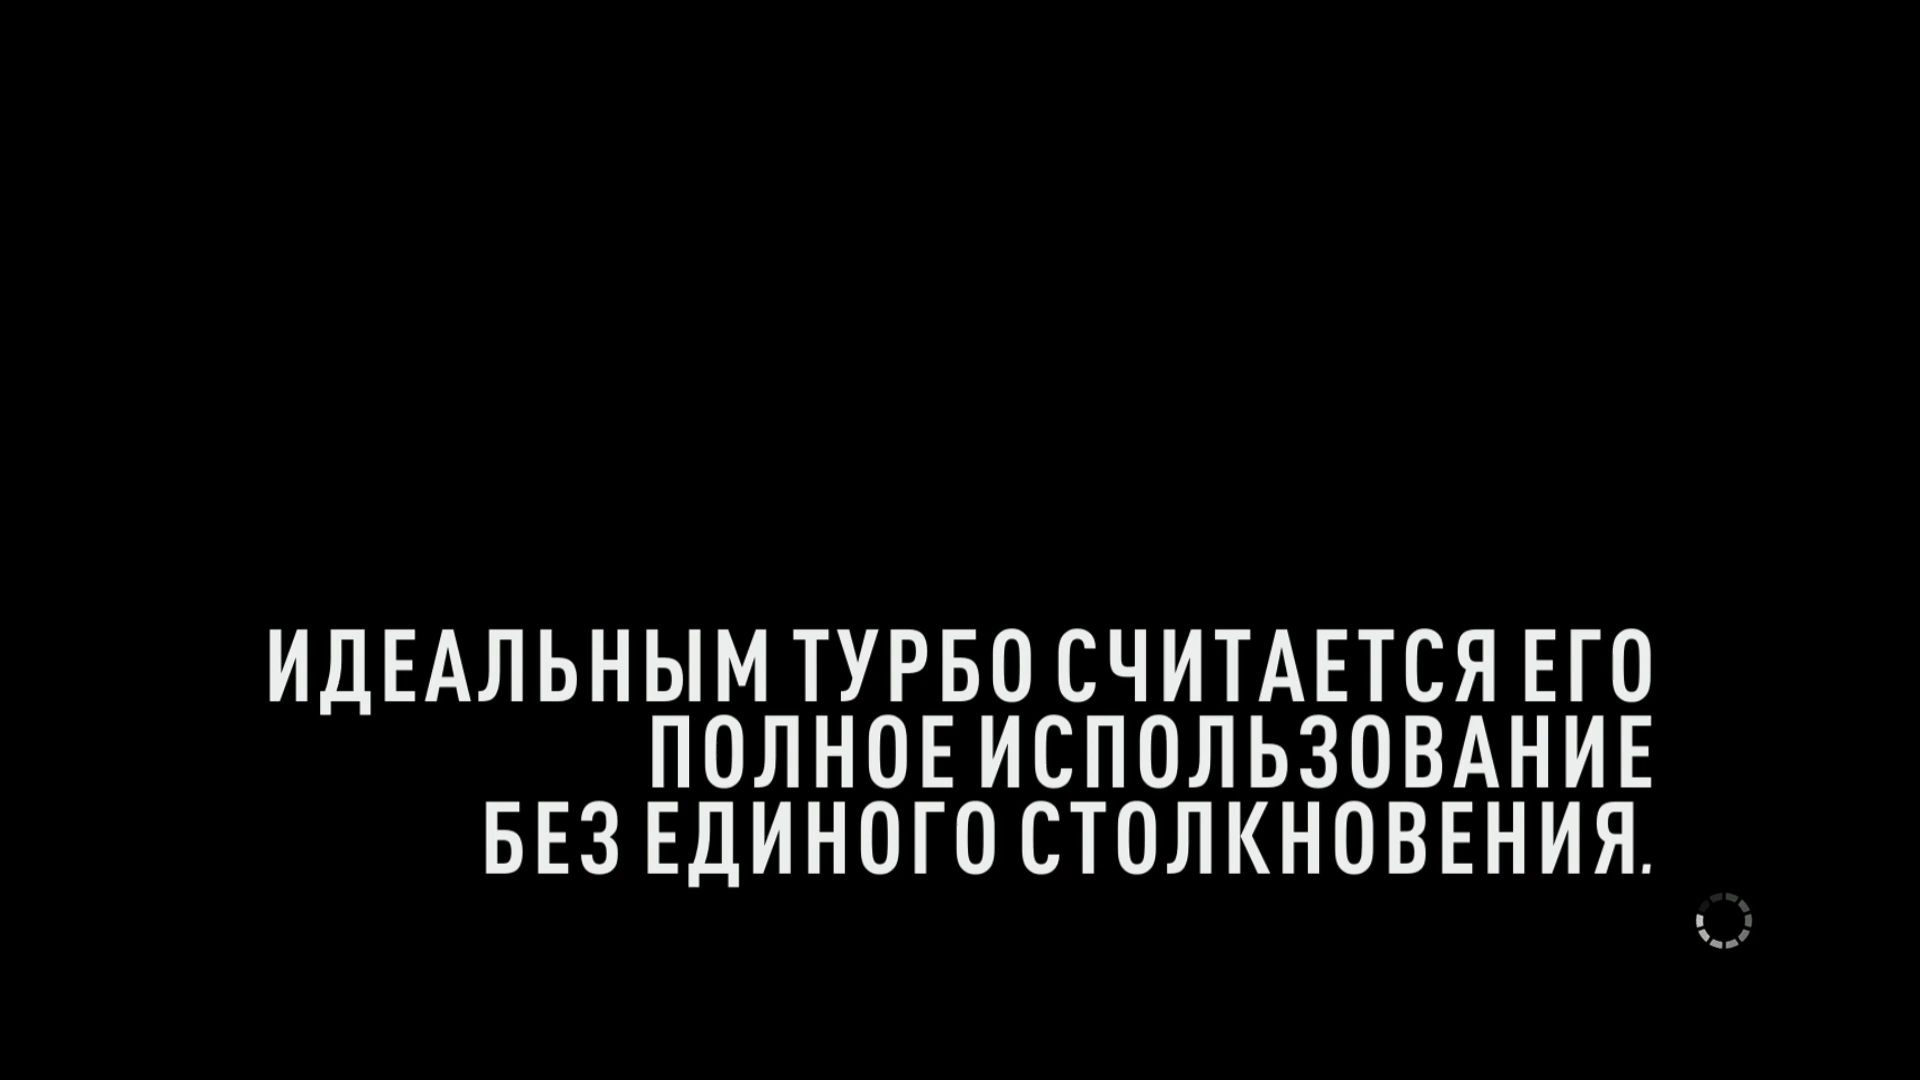 ИДЕАЛЬНЫМ ТУРБО СЧИТАЕТСЯ ЕГО
ПОЛНОЕ ИСПОЛЬЗОВАНИЕ
БЕЗ ЕДИНОГО СТОЛКНОВЕНИЯ.